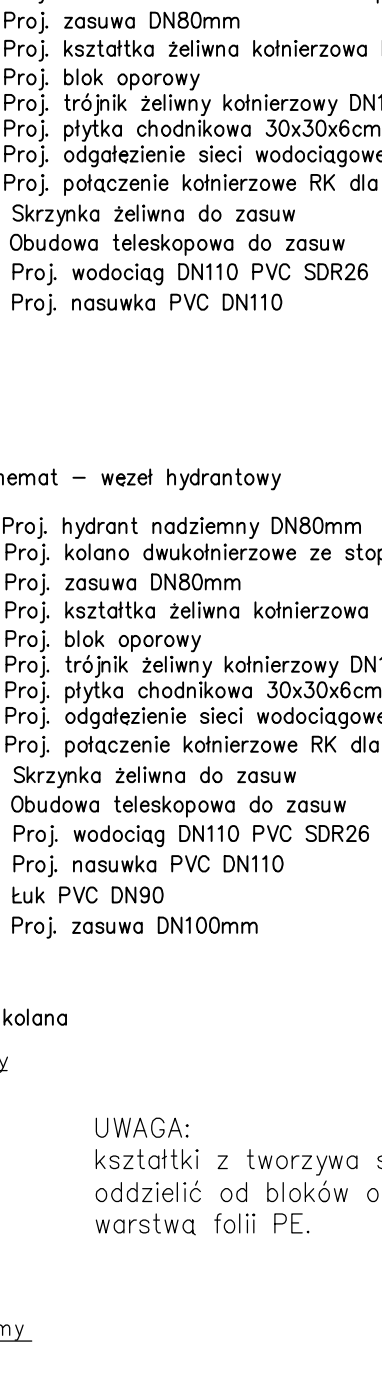 Proj. zasuwa DN80mm
Proj. kształtka żeliwna kołnierzowa
Proj. blok oporowy
Proj. trójnik żeliwny kołnierzowy DN1
Proj. płytka chodnikowa 30x30x6cm
Proj. odgałęzienie sieci wodociągowe
Proj. połączenie kołnierzowe RK dla
Skrzynka żeliwna do zasuw
Obudowa teleskopowa do zasuw
Proj. wodociąg DN110 PVC SDR26
Proj. nasuwka PVC DN110
hemat – węzeł hydrantowy
Proj. hydrant nadziemny DN80mm
Proj. kolano dwukołnierzowe ze stop
Proj. zasuwa DN80mm
Proj. kształtka żeliwna kołnierzowa
Proj. blok oporowy
Proj. trójnik żeliwny kołnierzowy DN1
Proj. płytka chodnikowa 30x30x6cm
Proj. odgałęzienie sieci wodociągowe
Proj. połączenie kołnierzowe RK dla
Skrzynka żeliwna do zasuw
Obudowa teleskopowa do zasuw
Proj. wodociąg DN110 PVC SDR26
Proj. nasuwka PVC DN110
Łuk PVC DN90
Proj. zasuwa DN100mm
kolana
y
UWAGA:
kształtki z tworzywa s
oddzielić od bloków o
warstwą folii PE.
my